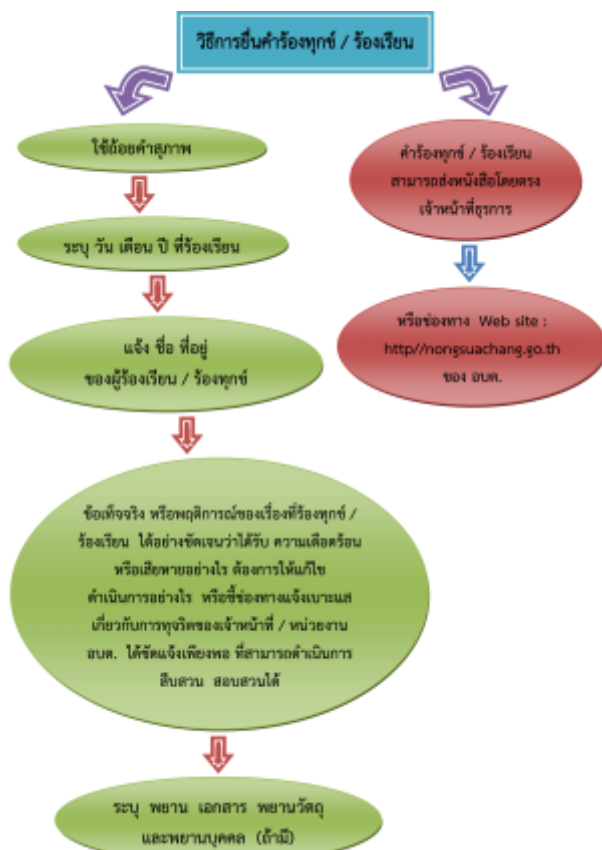 วิธีการยื่นคำร้องทุกข์ / ร้องเรียน
ใช้ถ้อยคำสุภาพ
ระบุ วัน เดือน ปี ที่ร้องเรียน
แจ้ง ชื่อ ที่อยู่
ของผู้ร้องเรียน / ร้องทุกข์
ข้อเท็จจริง หรือพฤติการณ์ของเรื่องที่ร้องทุกข์ /
ร้องเรียน ได้อย่างชัดเจนว่าได้รับ ความเดือดร้อน
หรือเสียหายอย่างไร ต้องการให้แก้ไข
ดำเนินการอย่างไร หรือชี้ช่องทางแจ้งเบาะแส
เกี่ยวกับการทุจริตของเจ้าหน้าที่ / หน่วยงาน
อบต. ได้ชัดแจ้งเพียงพอ ที่สามารถดำเนินการ
สืบสวน สอบสวนได้
ระบุ พยาน เอกสาร พยานวัตถุ
และพยานบุคคล (ถ้ามี)
คำร้องทุกข์ / ร้องเรียน
สามารถส่งหนังสือโดยตรง
เจ้าหน้าที่ธุรการ
หรือช่องทาง Web site :
http//nongsuachang.go.th
ของ อบต.